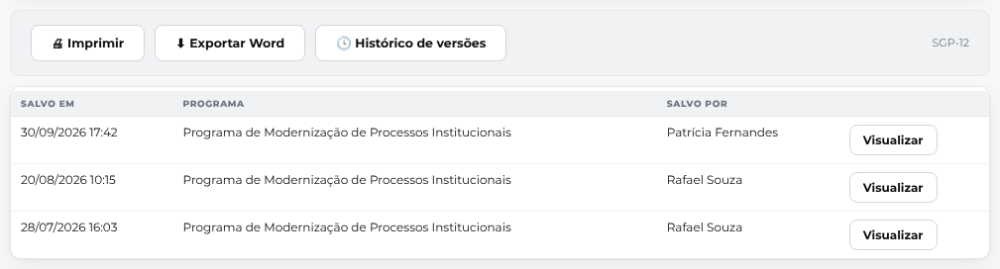 Imprimir
Exportar Word
Histórico de versões
SGP-12
SALVO EM PROGRAMA SALVO POR
30/09/2026 17:42 Programa de Modernização de Processos Institucionais Patrícia Fernandes Visualizar
20/08/2026 10:15 Programa de Modernização de Processos Institucionais Rafael Souza Visualizar
28/07/2026 16:03 Programa de Modernização de Processos Institucionais Rafael Souza Visualizar